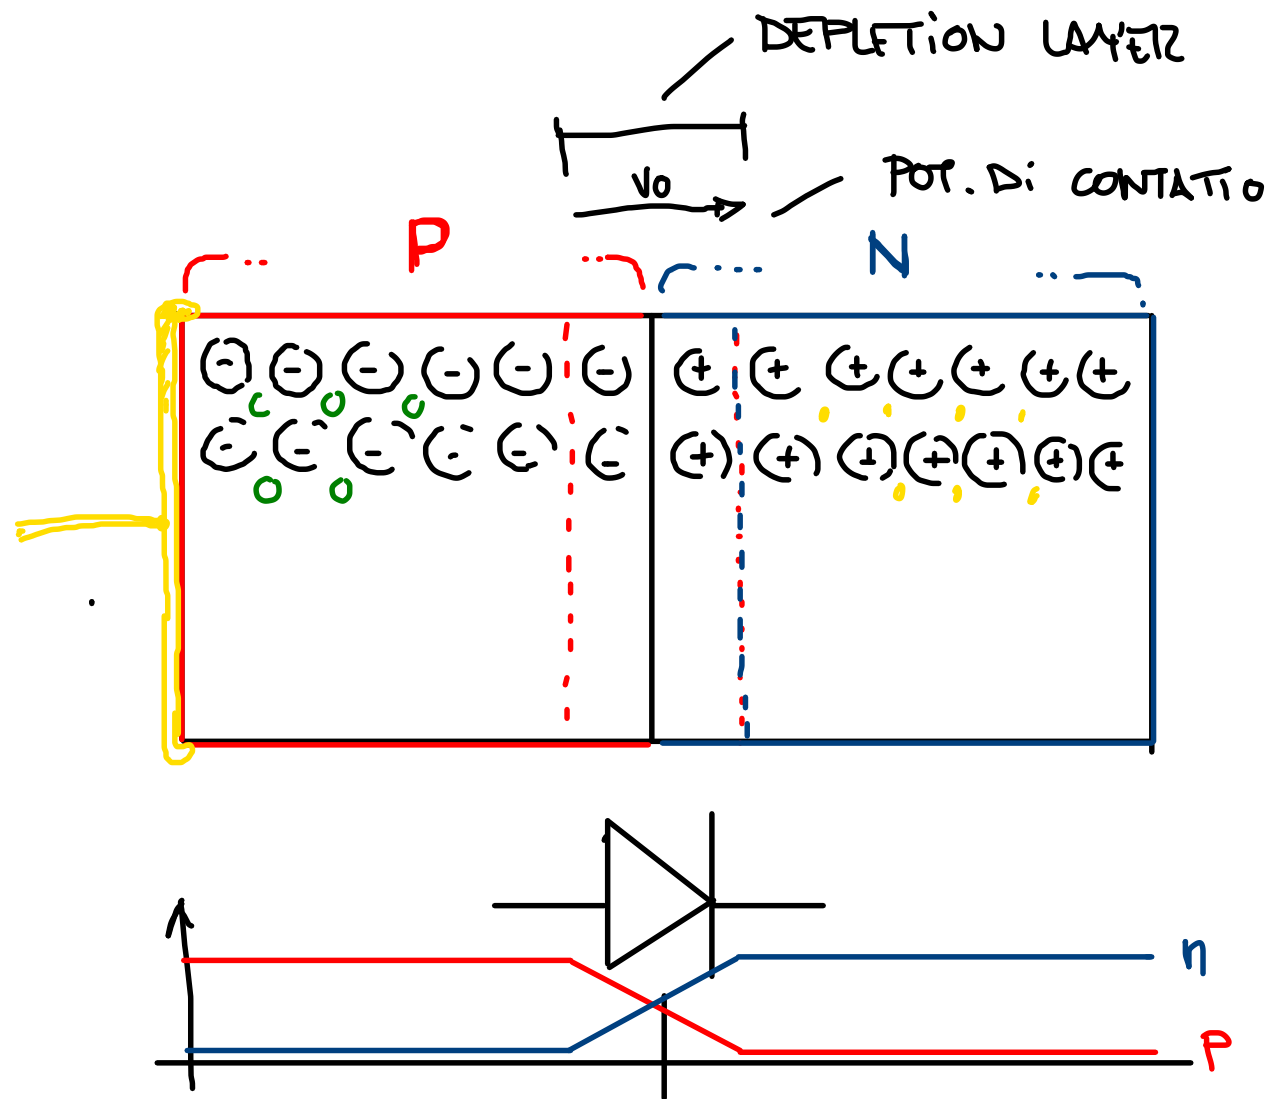 DEPLETiON LAYER
V0
POT. Di CONTATTO
P
N
- - - - - - + + + + + + +
- - - - - - + + + + + + +
n
P